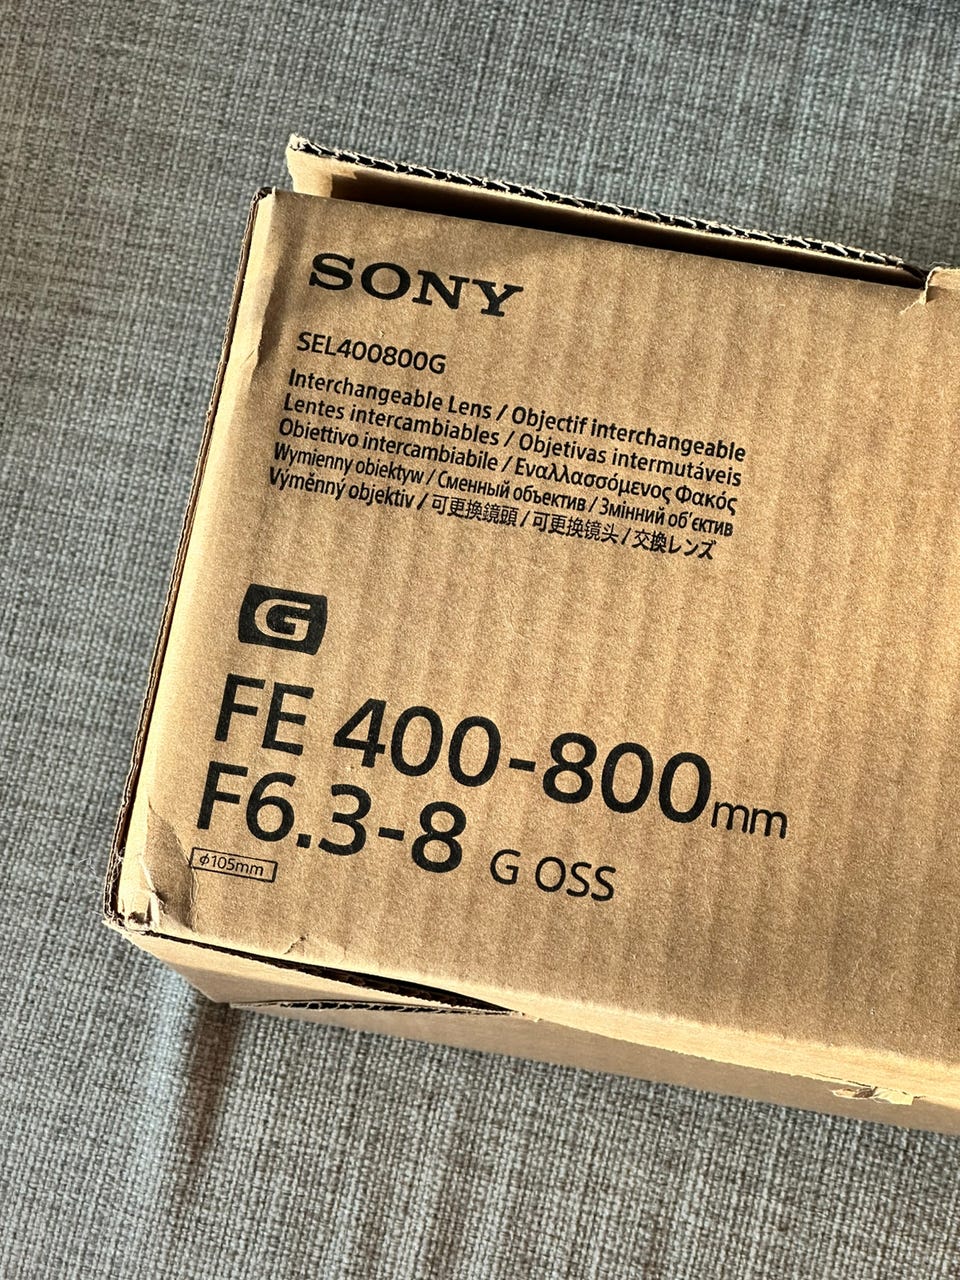 SONY
SEL400800G
Interchangeable Lens / Objectif interchangeable
Lentes intercambiables / Objetivas intermutáveis
Obiettivo intercambiabile / Εναλλασσόμενος Φακός
Wymienny obiektyw / Сменный объектив / Змінний об'єктив
Výměnný objektiv / 可更換鏡頭 / 可更换镜头 / 交換レンズ
G
FE 400-800mm
F6.3-8 G OSS
φ105mm